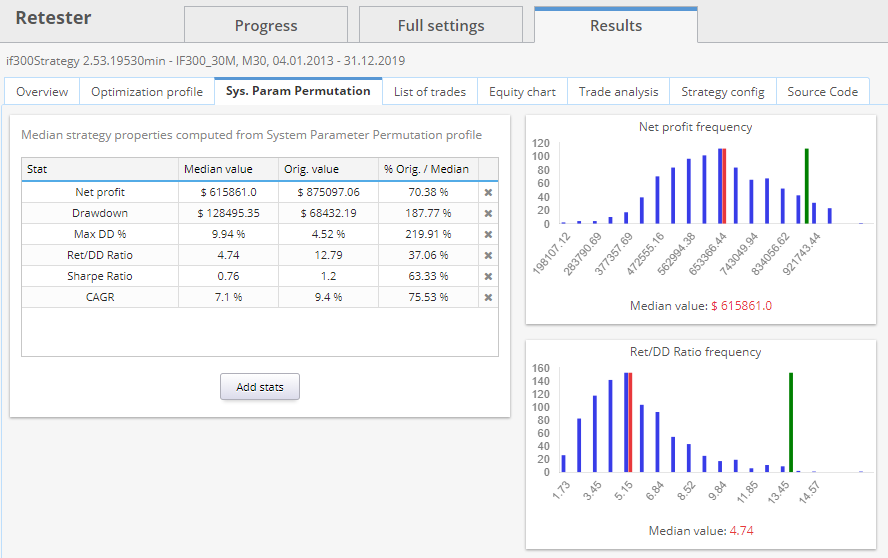 Retester
Progress
Full settings
Results
if300Strategy 2.53.19530min - IF300_30M, M30, 04.01.2013 - 31.12.2019
Overview
Optimization profile
Sys. Param Permutation
List of trades
Equity chart
Trade analysis
Strategy config
Source Code
Median strategy properties computed from System Parameter Permutation profile
Stat Median value Orig. value % Orig. / Median
Net profit $ 615861.0 $ 875097.06 70.38 %
Drawdown $ 128495.35 $ 68432.19 187.77 %
Max DD % 9.94 % 4.52 % 219.91 %
Ret/DD Ratio 4.74 12.79 37.06 %
Sharpe Ratio 0.76 1.2 63.33 %
CAGR 7.1 % 9.4 % 75.53 %
Add stats
Net profit frequency
120
100
80
60
40
20
0
198107.12 283790.69 377357.69 472555.16 562994.38 653366.44 743049.94 834056.62 921743.44
Median value: $ 615861.0
Ret/DD Ratio frequency
160
140
120
100
80
60
40
20
0
1.73 3.45 5.15 6.84 8.52 9.84 11.85 13.45 14.57
Median value: 4.74